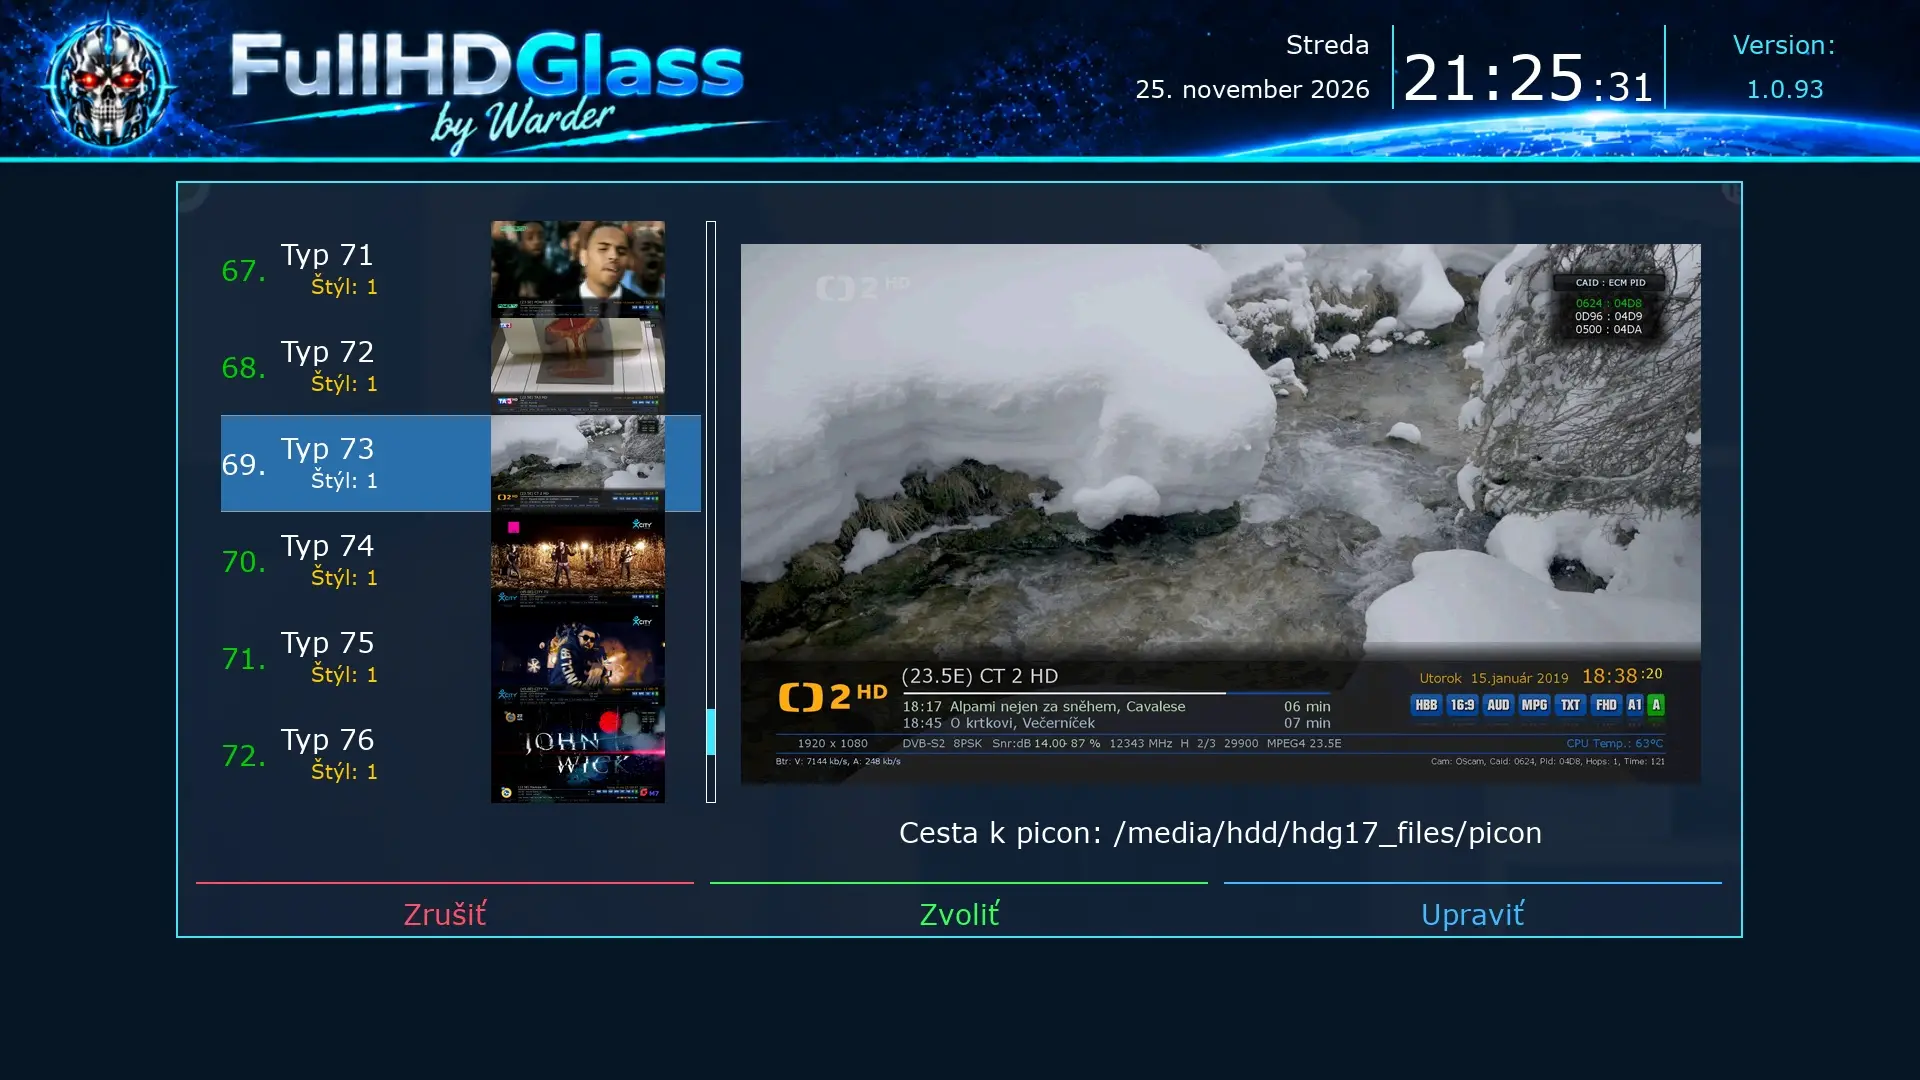 FullHDGlass
by Warder
Streda
25. november 2026
21:25:31
Version:
1.0.93
67.
Typ 71
Štýl: 1
68.
Typ 72
Štýl: 1
69.
Typ 73
Štýl: 1
70.
Typ 74
Štýl: 1
71.
Typ 75
Štýl: 1
72.
Typ 76
Štýl: 1
XCITY
XCITY
JOHN
WICK
2 HD
CAID : ECM PID
0624 : 04D8
0D96 : 04D9
0500 : 04DA
2 HD
(23.5E) CT 2 HD
Utorok 15.január 2019 18:38:20
18:17 Alpami nejen za sněhem, Cavalese 06 min
18:45 O krtkovi, Večerníček 07 min
HBB 16:9 AUD MPG TXT FHD A1 A
1920 x 1080 DVB-S2 8PSK Snr:dB 14.00 87 % 12343 MHz H 2/3 29900 MPEG4 23.5E CPU Temp.: 63°C
Btr: V: 7144 kb/s, A: 248 kb/s Cam: OScam, Caid: 0624, Pid: 04D8, Hops: 1, Time: 121
Cesta k picon: /media/hdd/hdg17_files/picon
Zrušiť
Zvoliť
Upraviť